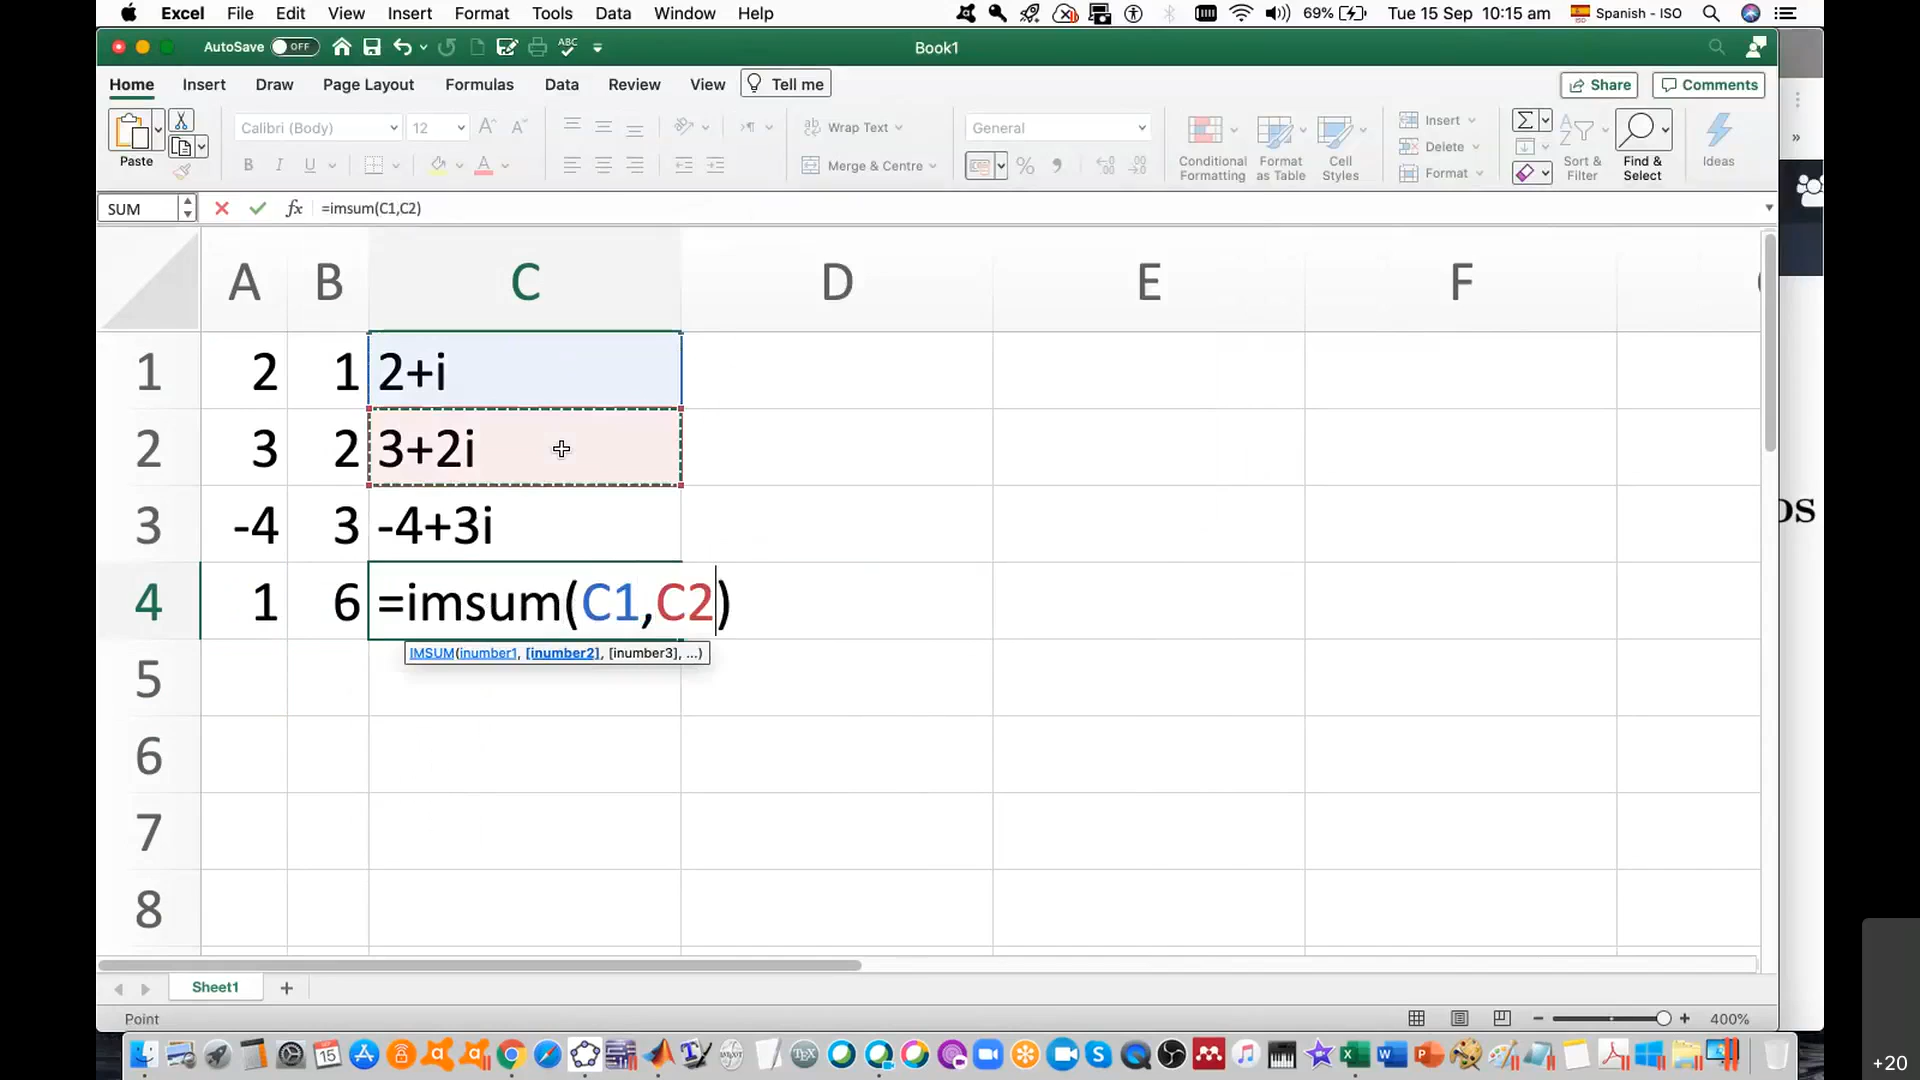 Excel File Edit View Insert Format Tools Data Window Help 69% Tue 15 Sep 10:15 am Spanish - ISO
AutoSave OFF ABC Book1
Home Insert Draw Page Layout Formulas Data Review View Tell me Share Comments
Paste Calibri (Body) 12 Wrap Text General Conditional Formatting Format as Table Cell Styles Insert Sort & Filter Find & Select Ideas
Merge & Centre Delete
Format
SUM fx =imsum(C1,C2)
A B C D E F
1 2 1 2+i
2 3 2 3+2i
3 -4 3 -4+3i
4 1 6 =imsum(C1,C2)
IMSUM(inumber1, [inumber2], [inumber3], ...)
5
6
7
8
os
Sheet1
Point 400%
15
+20